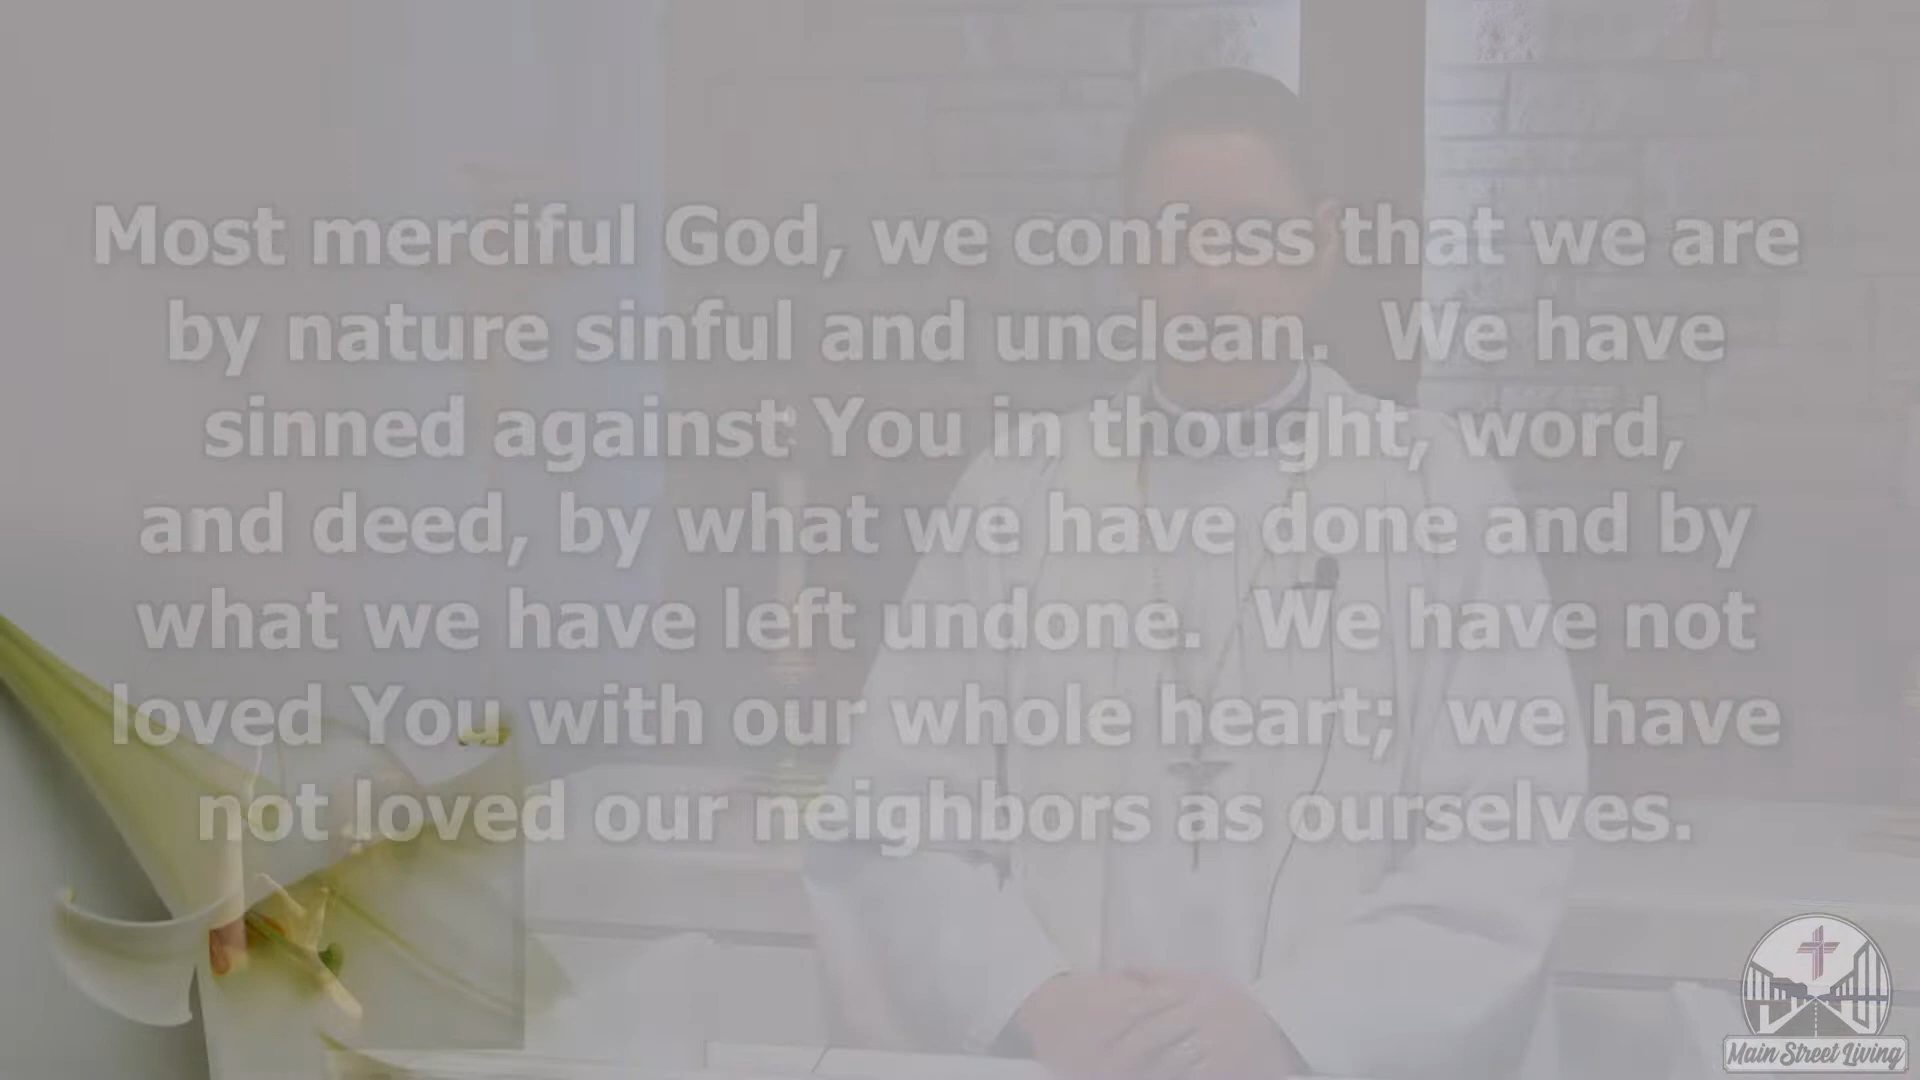 Most merciful God, we confess that we are
by nature sinful and unclean.  We have
sinned against You in thought, word,
and deed, by what we have done and by
what we have left undone.  We have not
loved You with our whole heart;  we have
not loved our neighbors as ourselves.
Main Street Living